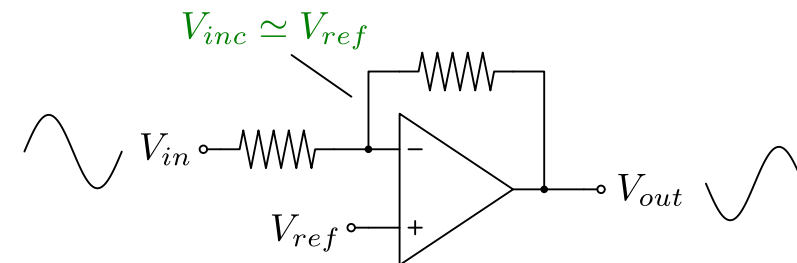 V_inc ≃ V_ref
V_in
−
V_out
V_ref
+